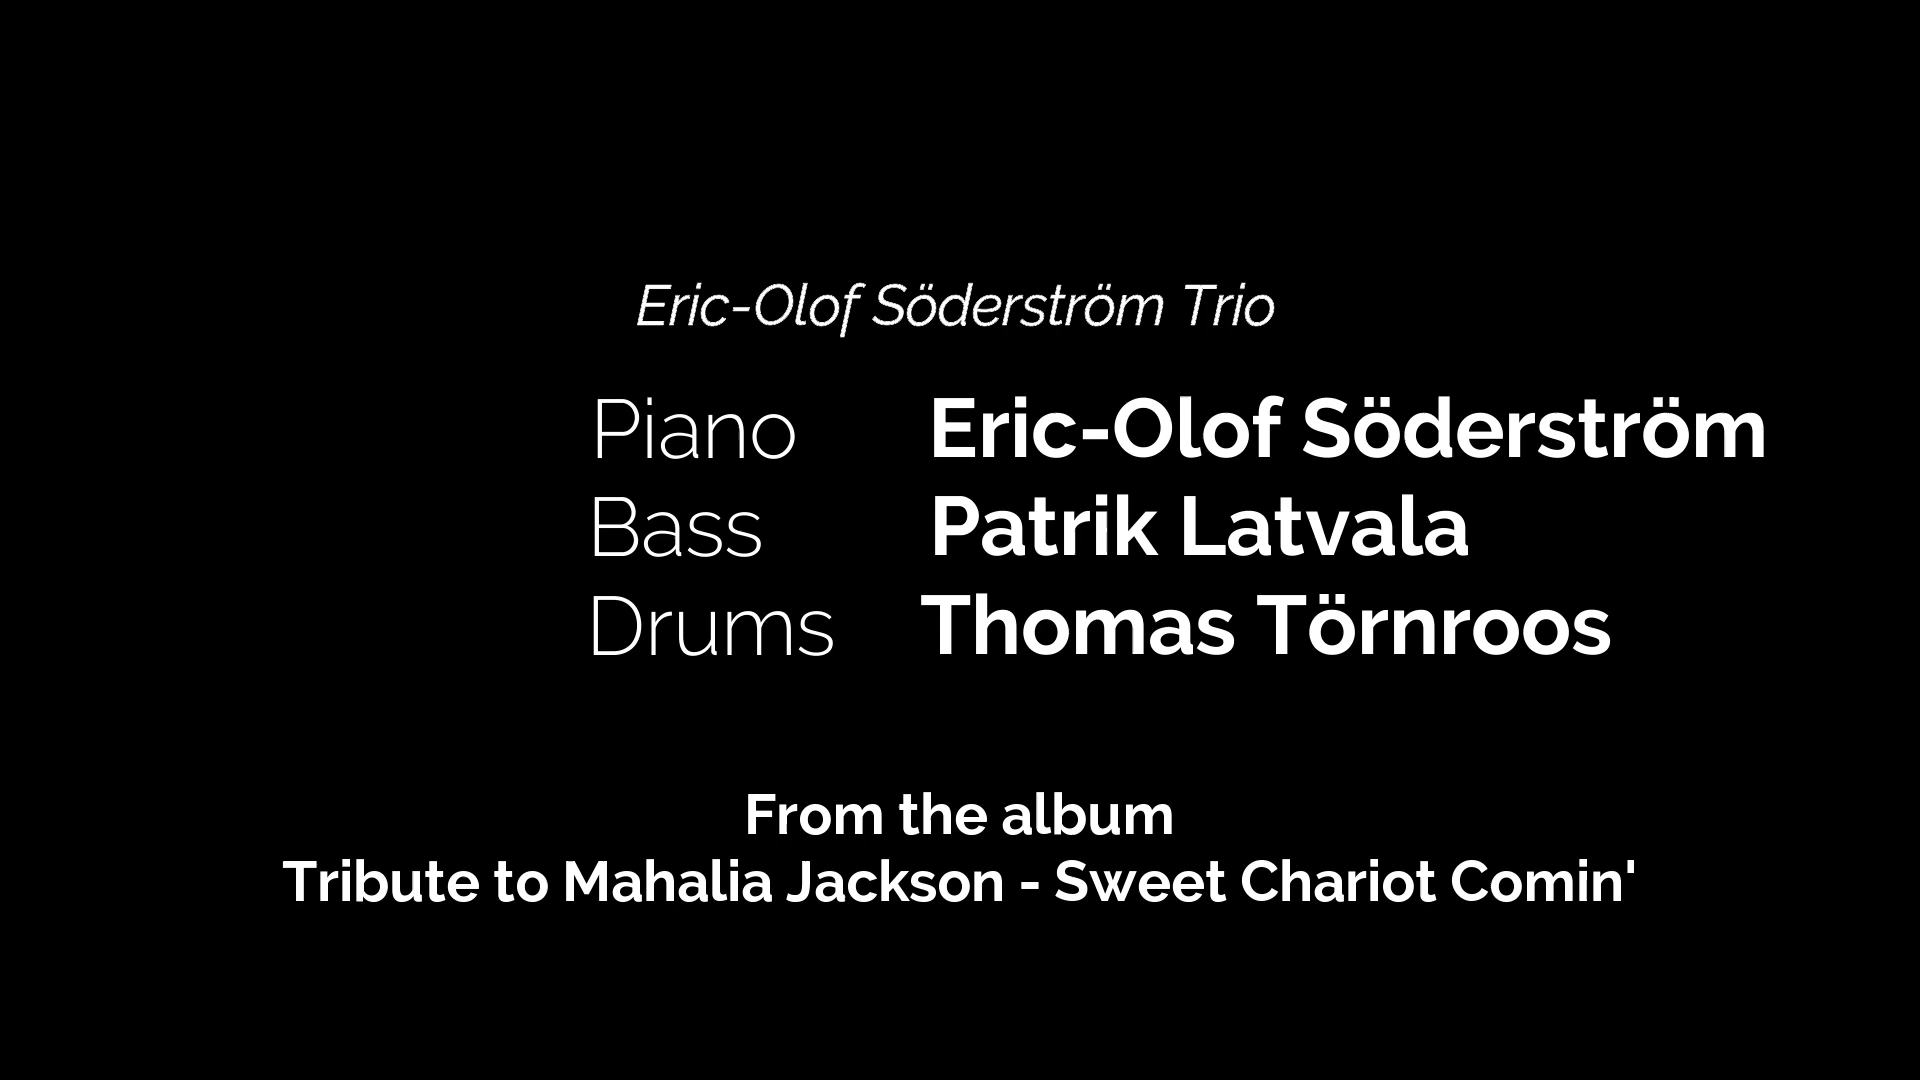 Eric-Olof Söderström Trio
Piano Eric-Olof Söderström
Bass Patrik Latvala
Drums Thomas Törnroos
From the album
Tribute to Mahalia Jackson - Sweet Chariot Comin'